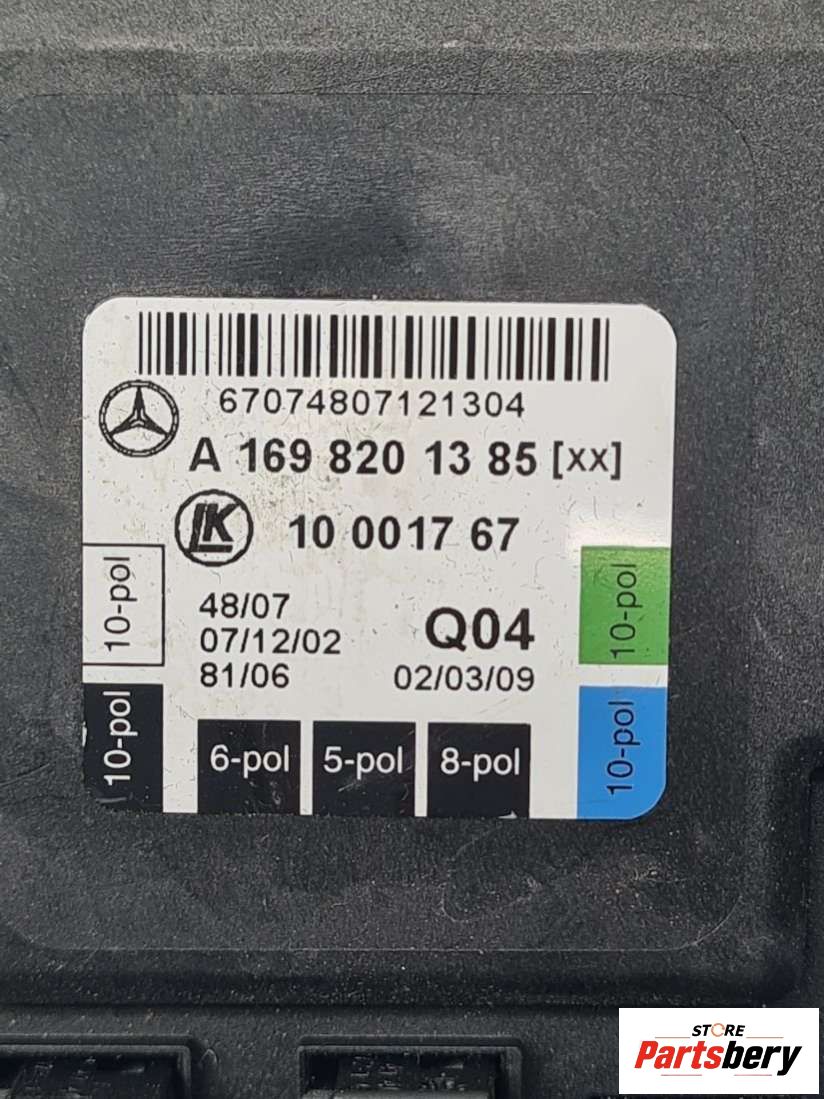 67074807121304
A 169 820 13 85 [xx]
LK 10 0017 67
48/07
07/12/02 Q04
81/06 02/03/09
10-pol
10-pol
6-pol 5-pol 8-pol
10-pol
10-pol
STORE
Partsbery